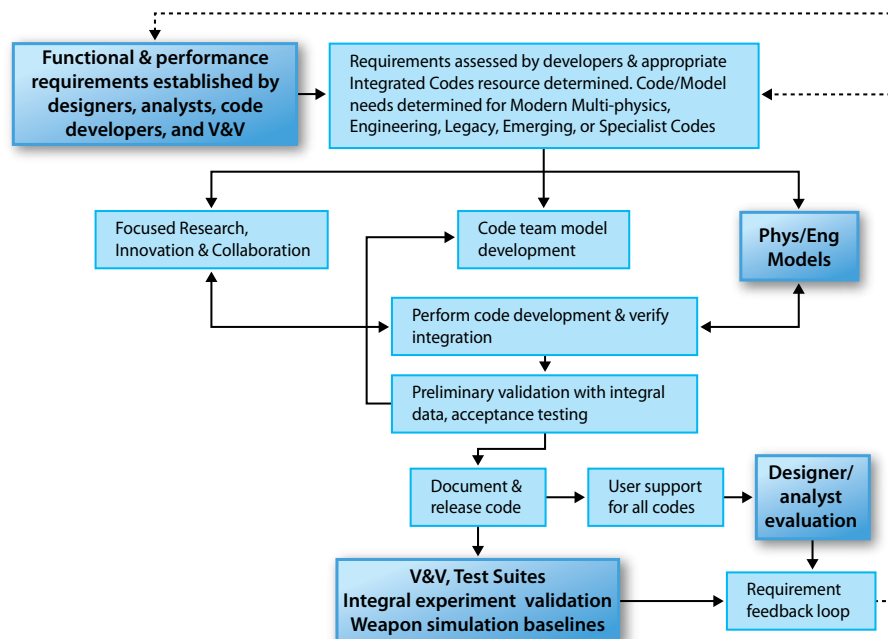 Functional & performance
requirements established by
designers, analysts, code
developers, and V&V
Requirements assessed by developers & appropriate
Integrated Codes resource determined. Code/Model
needs determined for Modern Multi-physics,
Engineering, Legacy, Emerging, or Specialist Codes
Focused Research,
Innovation & Collaboration
Code team model
development
Phys/Eng
Models
Perform code development & verify
integration
Preliminary validation with integral
data, acceptance testing
Document &
release code
User support
for all codes
Designer/
analyst
evaluation
V&V, Test Suites
Integral experiment validation
Weapon simulation baselines
Requirement
feedback loop